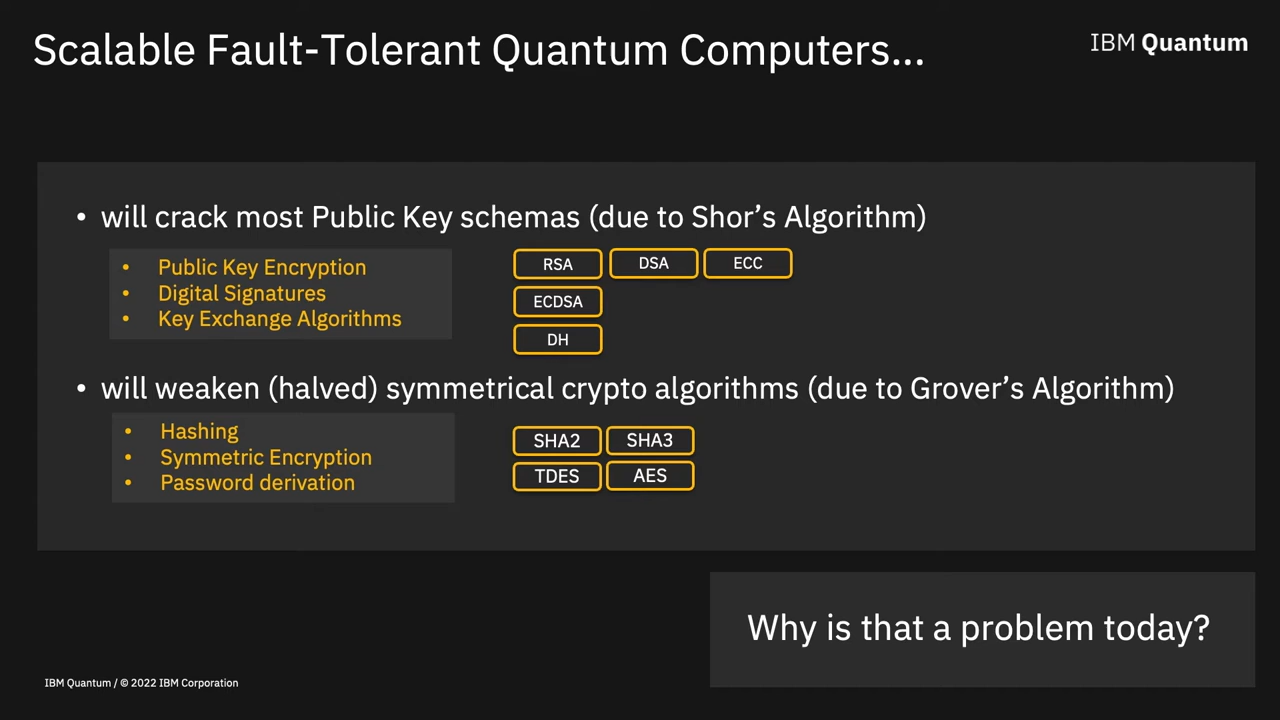 Scalable Fault-Tolerant Quantum Computers...
IBM Quantum
• will crack most Public Key schemas (due to Shor's Algorithm)
• Public Key Encryption
• Digital Signatures
• Key Exchange Algorithms
RSA DSA ECC
ECDSA
DH
• will weaken (halved) symmetrical crypto algorithms (due to Grover's Algorithm)
• Hashing
• Symmetric Encryption
• Password derivation
SHA2 SHA3
TDES AES
Why is that a problem today?
IBM Quantum / © 2022 IBM Corporation